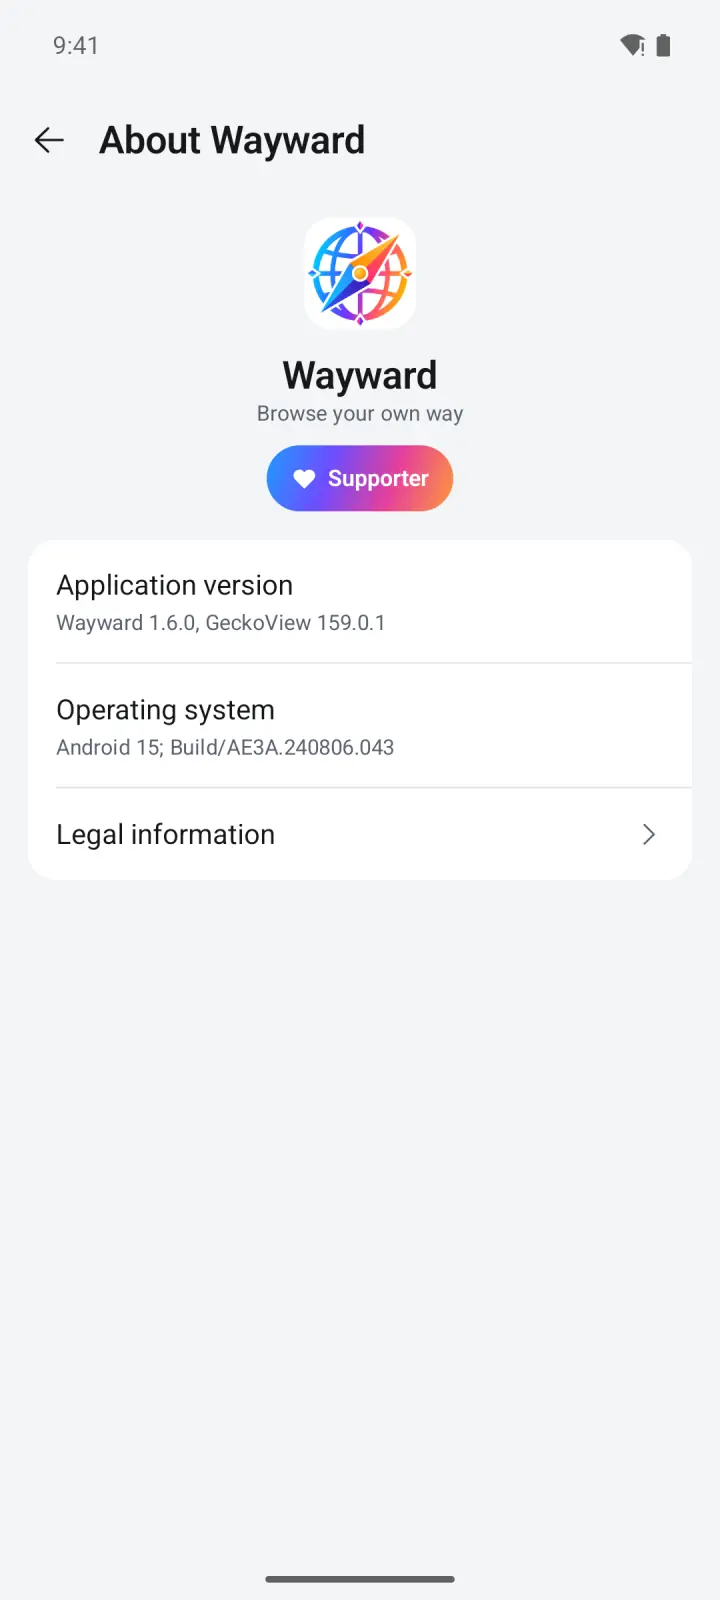 9:41
About Wayward
Wayward
Browse your own way
Supporter
Application version
Wayward 1.6.0, GeckoView 159.0.1
Operating system
Android 15; Build/AE3A.240806.043
Legal information